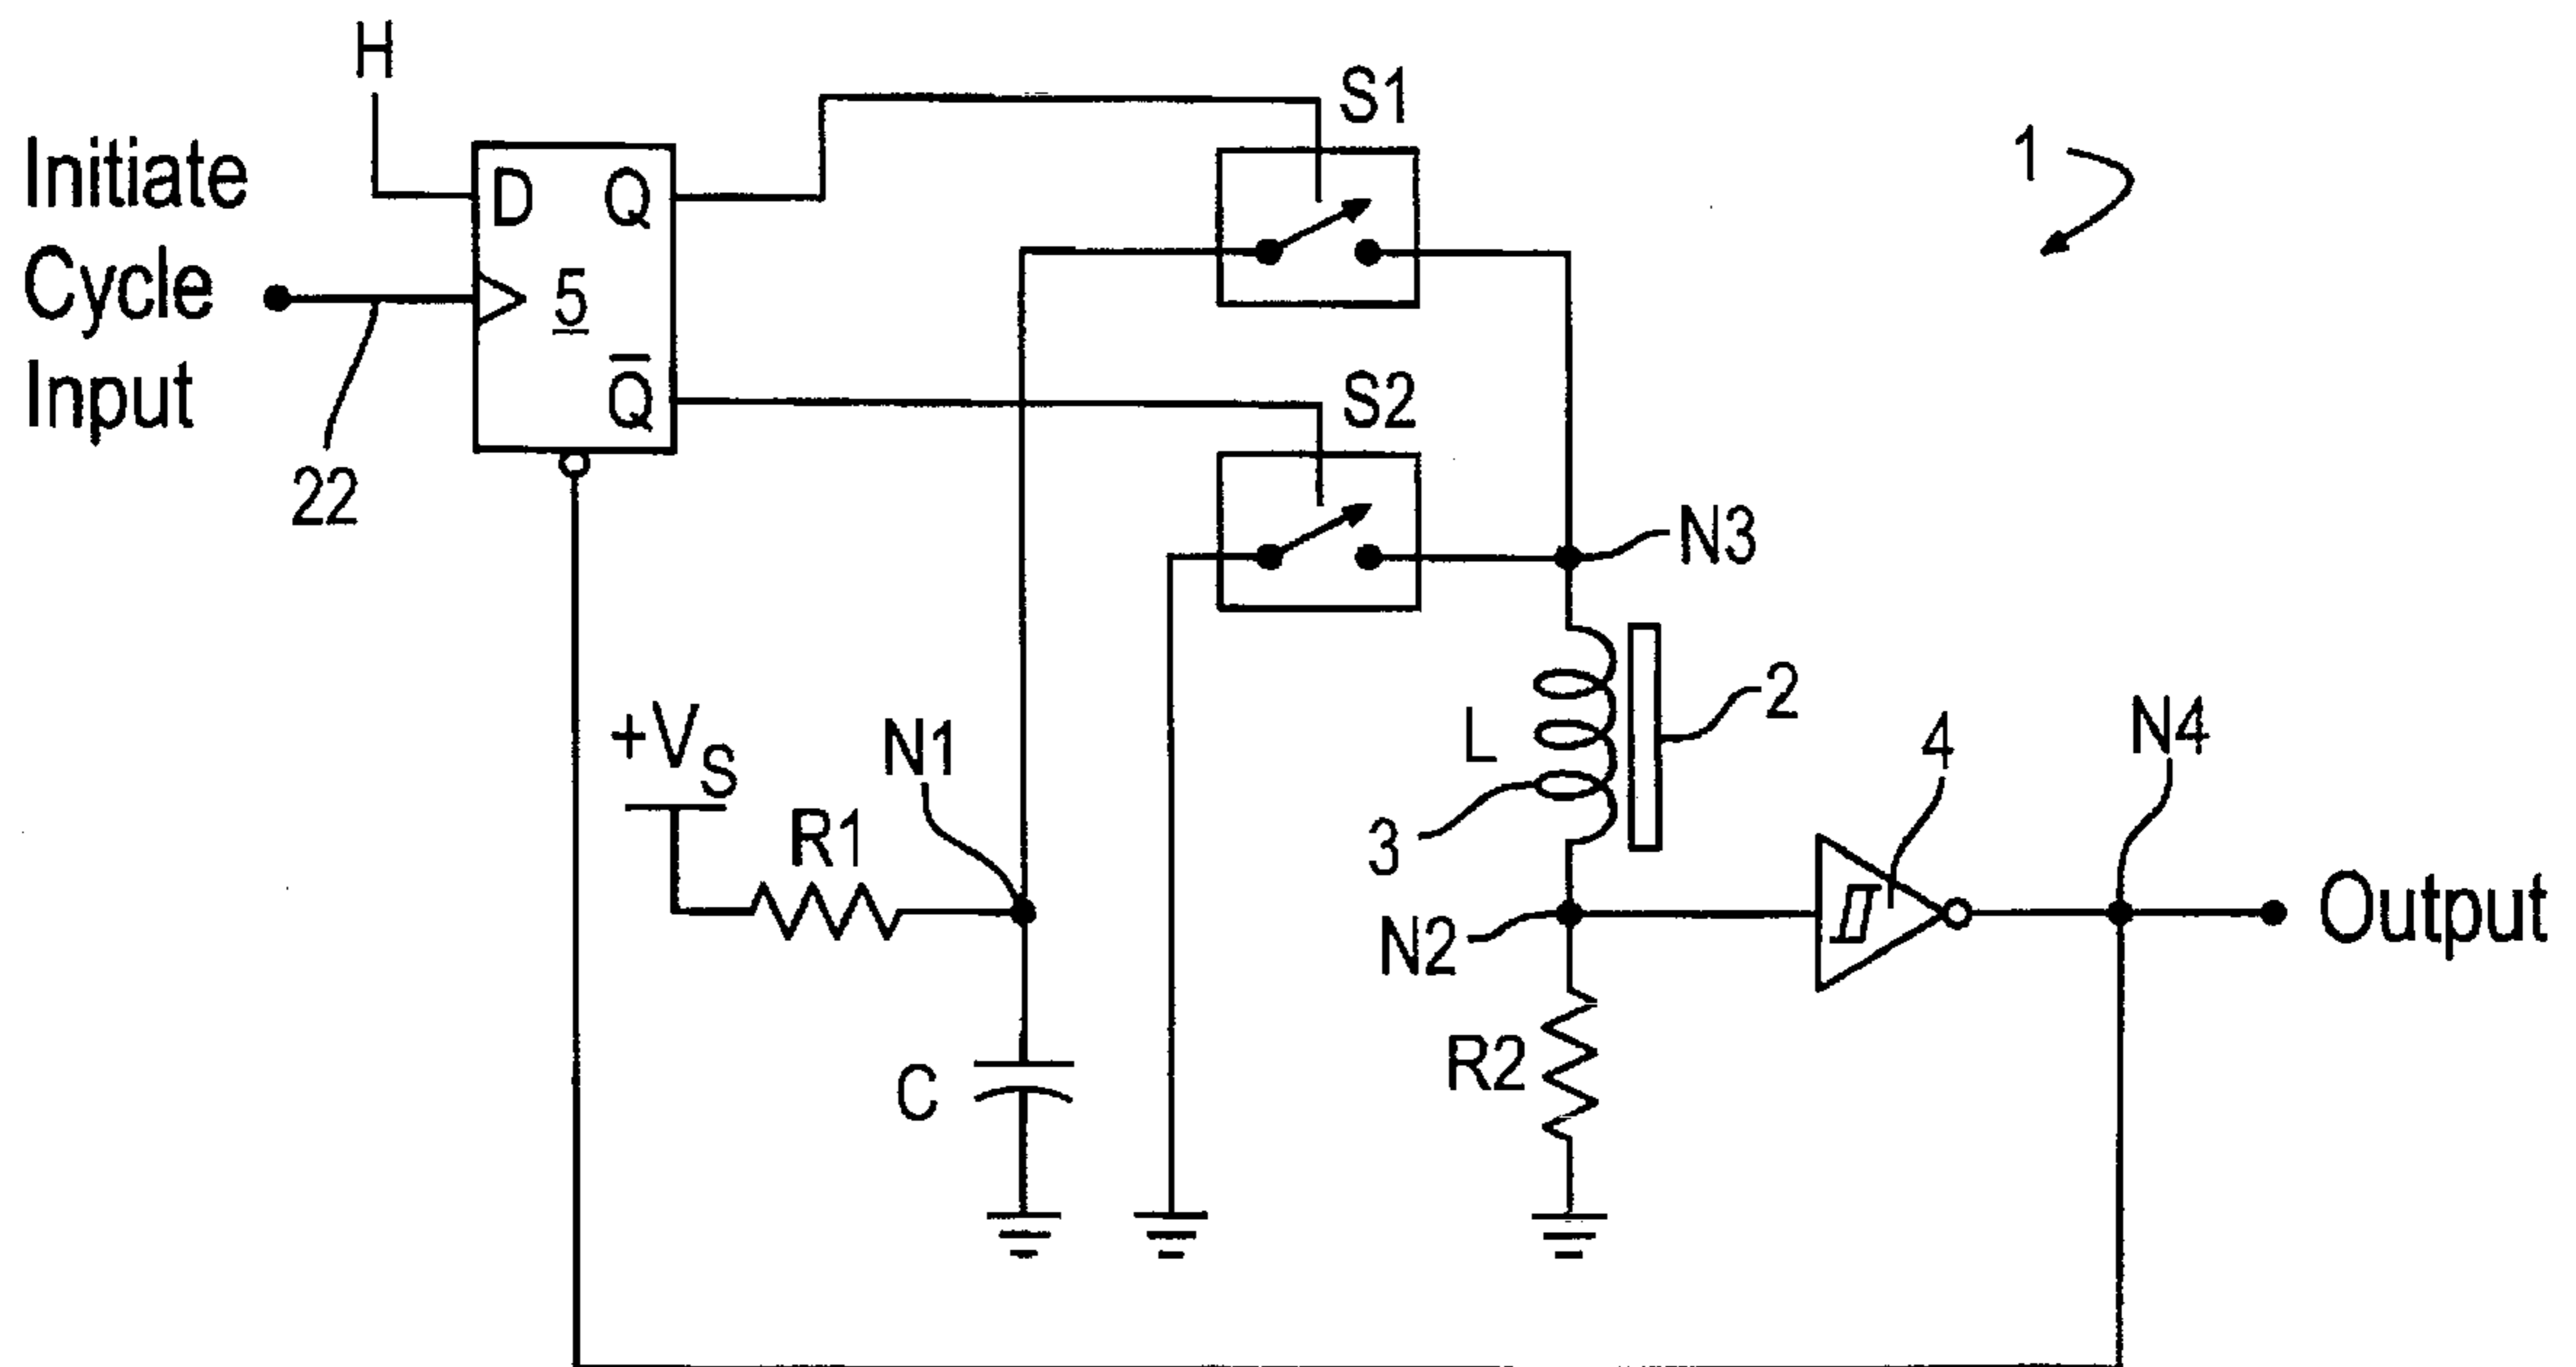 H
Initiate
Cycle
Input
22
D Q
5
Q̅
S1
S2
1
N3
+VS
R1
N1
C
L
2
3
N2
R2
4
N4
Output